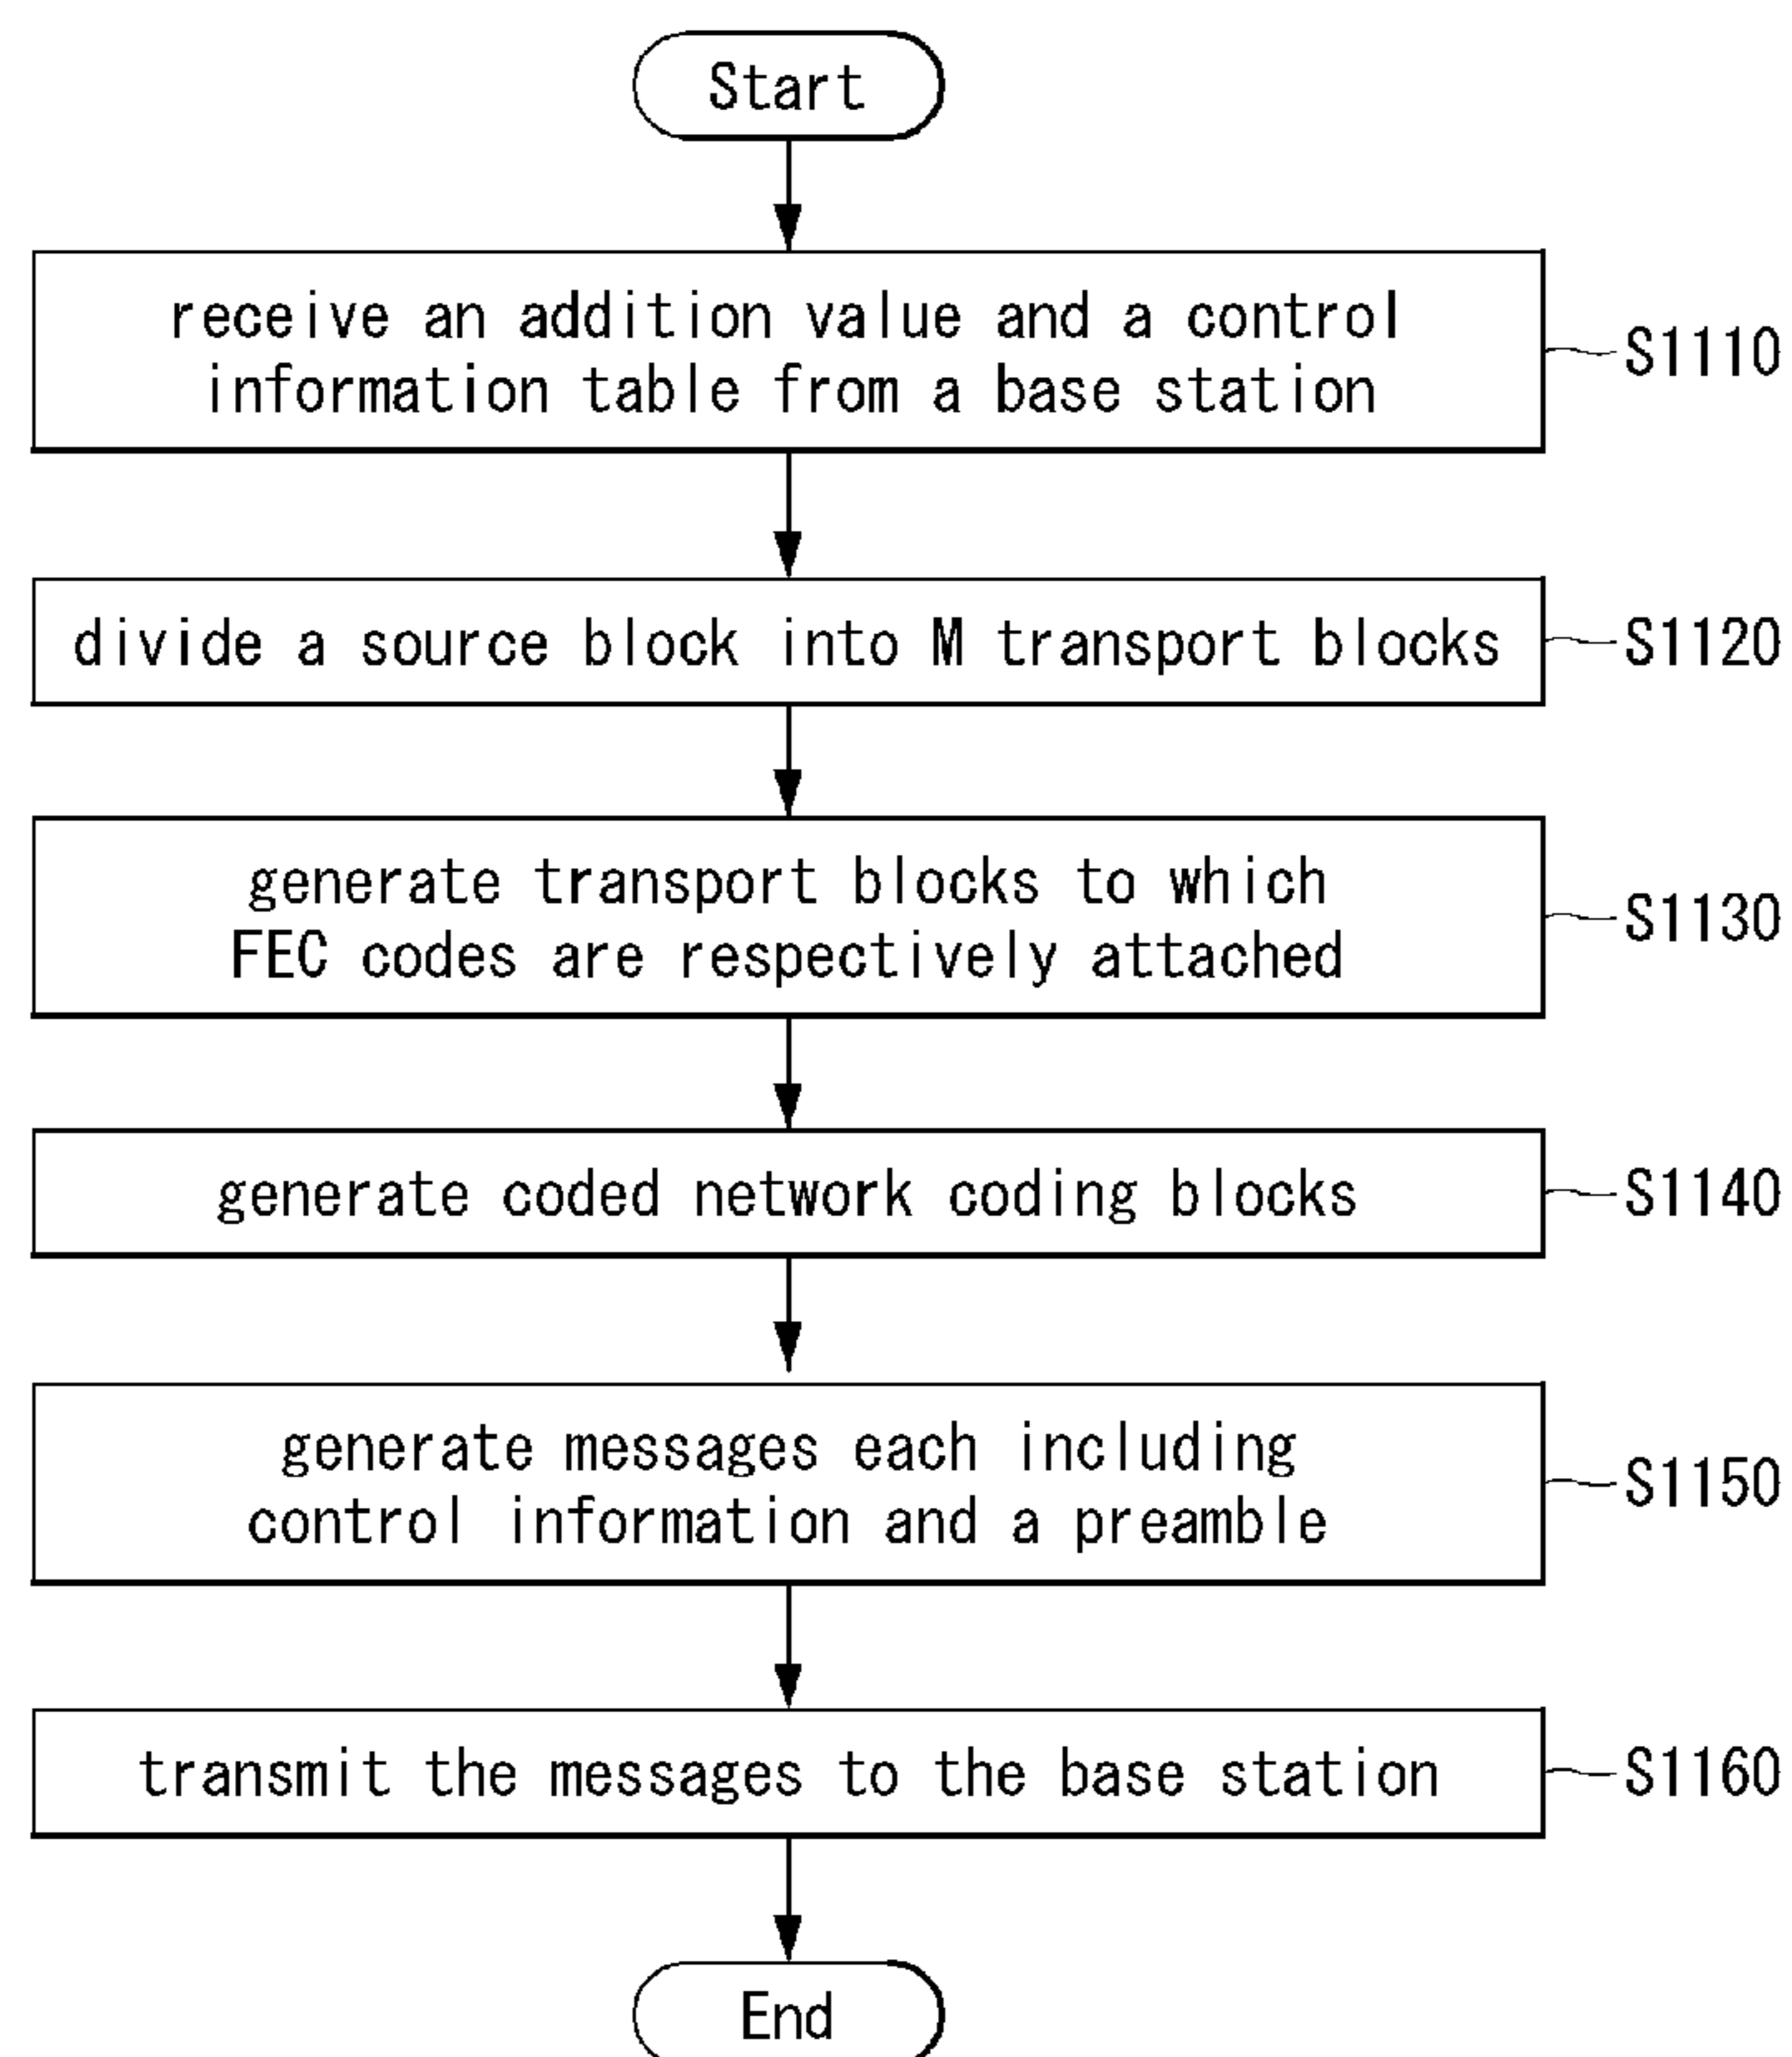 Start
receive an addition value and a control
information table from a base station
S1110
divide a source block into M transport blocks
S1120
generate transport blocks to which
FEC codes are respectively attached
S1130
generate coded network coding blocks
S1140
generate messages each including
control information and a preamble
S1150
transmit the messages to the base station
S1160
End